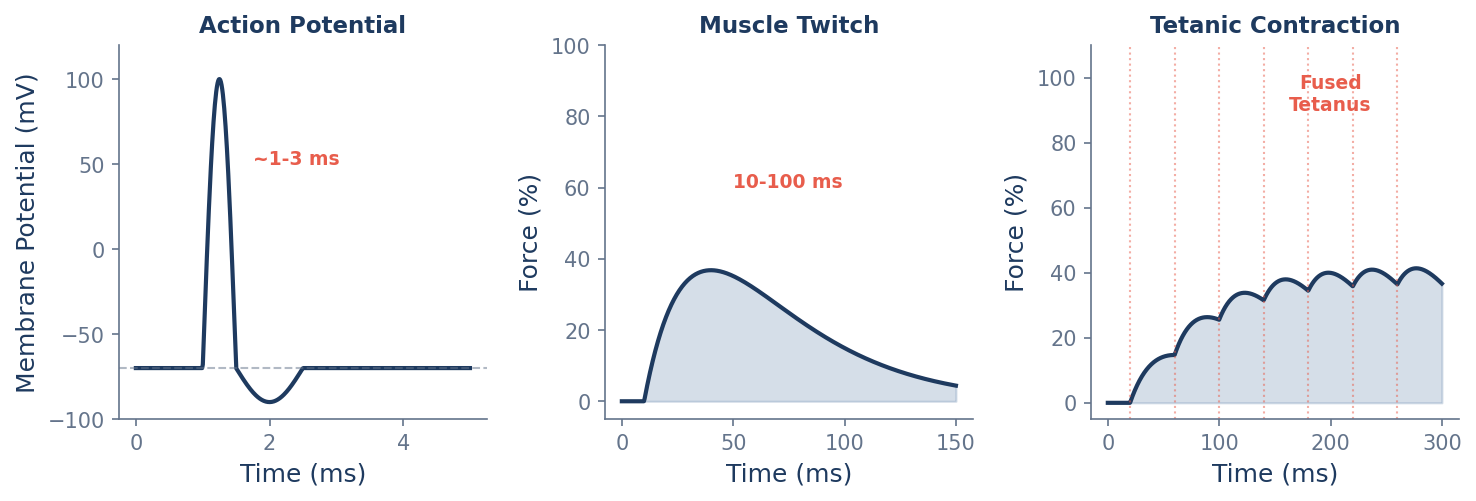 Action Potential
Membrane Potential (mV)
100
50
0
−50
−100
~1-3 ms
0
2
4
Time (ms)
Muscle Twitch
Force (%)
100
80
60
40
20
0
10-100 ms
0
50
100
150
Time (ms)
Tetanic Contraction
Force (%)
100
80
60
40
20
0
Fused
Tetanus
0
100
200
300
Time (ms)